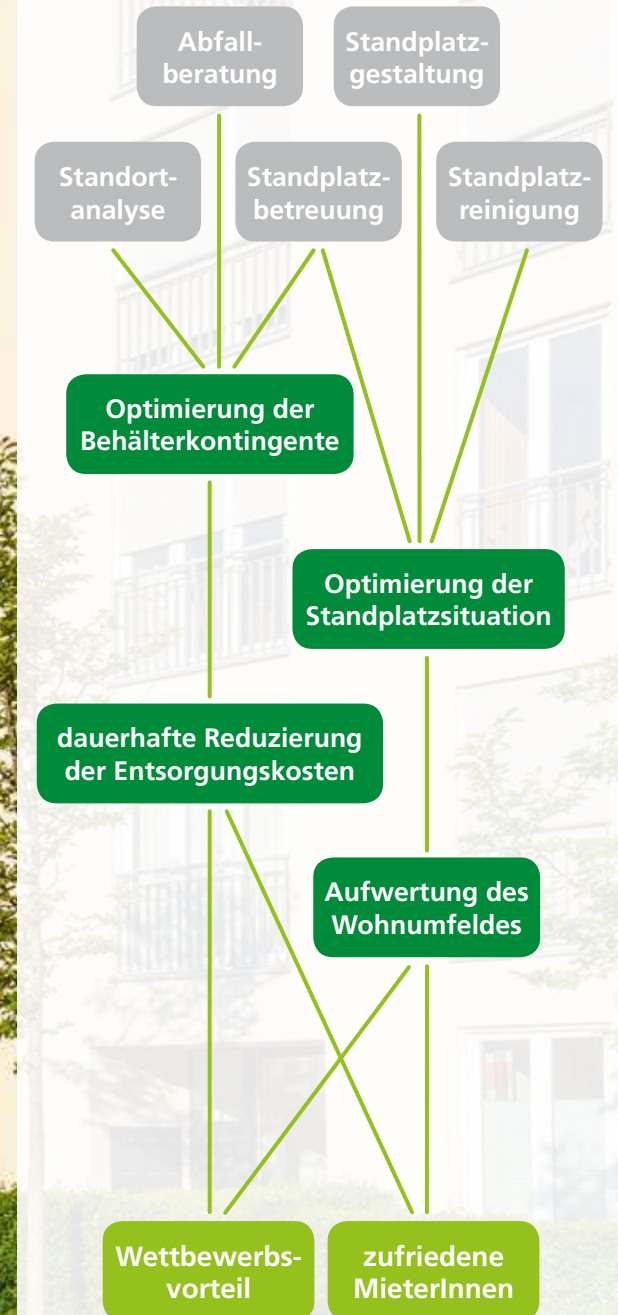 Abfall-
beratung
Standplatz-
gestaltung
Standort-
analyse
Standplatz-
betreuung
Standplatz-
reinigung
Optimierung der
Behälterkontingente
Optimierung der
Standplatzsituation
dauerhafte Reduzierung
der Entsorgungskosten
Aufwertung des
Wohnumfeldes
Wettbewerbs-
vorteil
zufriedene
MieterInnen